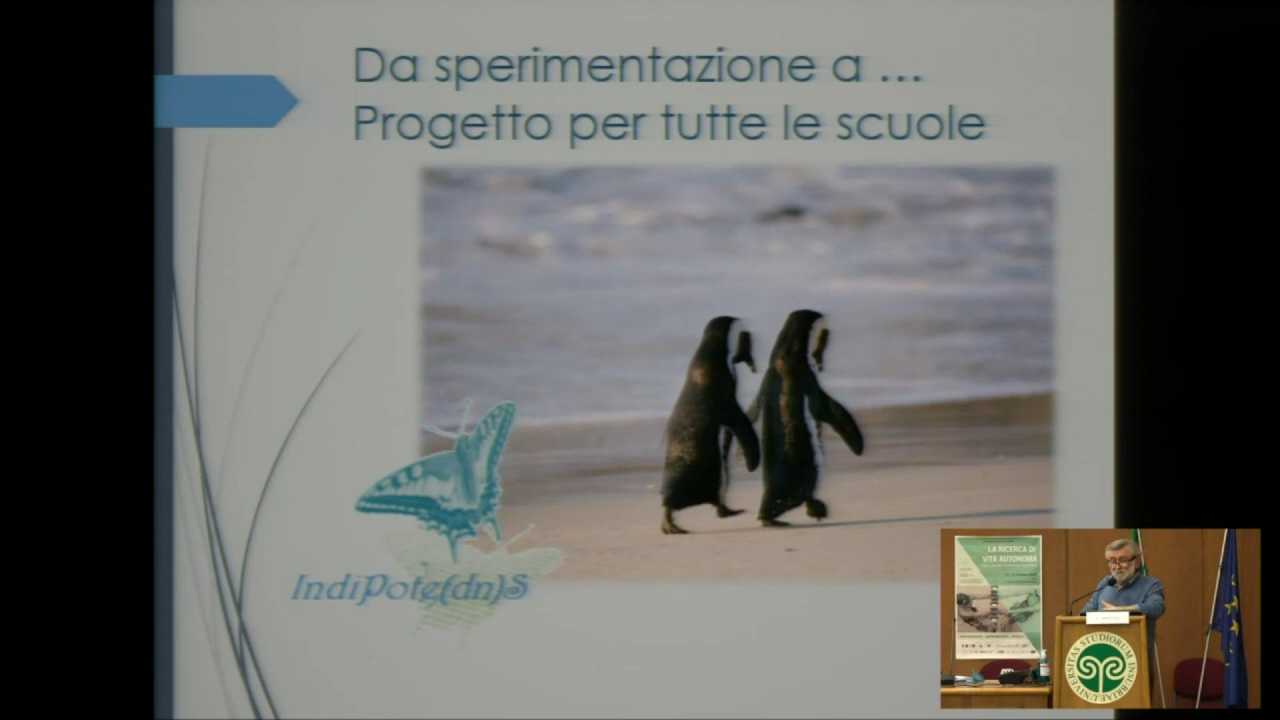 Da sperimentazione a ...
Progetto per tutte le scuole
IndiPote(dn)S
LA RICERCA DI
VITA AUTONOMA
UNIVERSITAS STUDIORUM INSUBRIAE